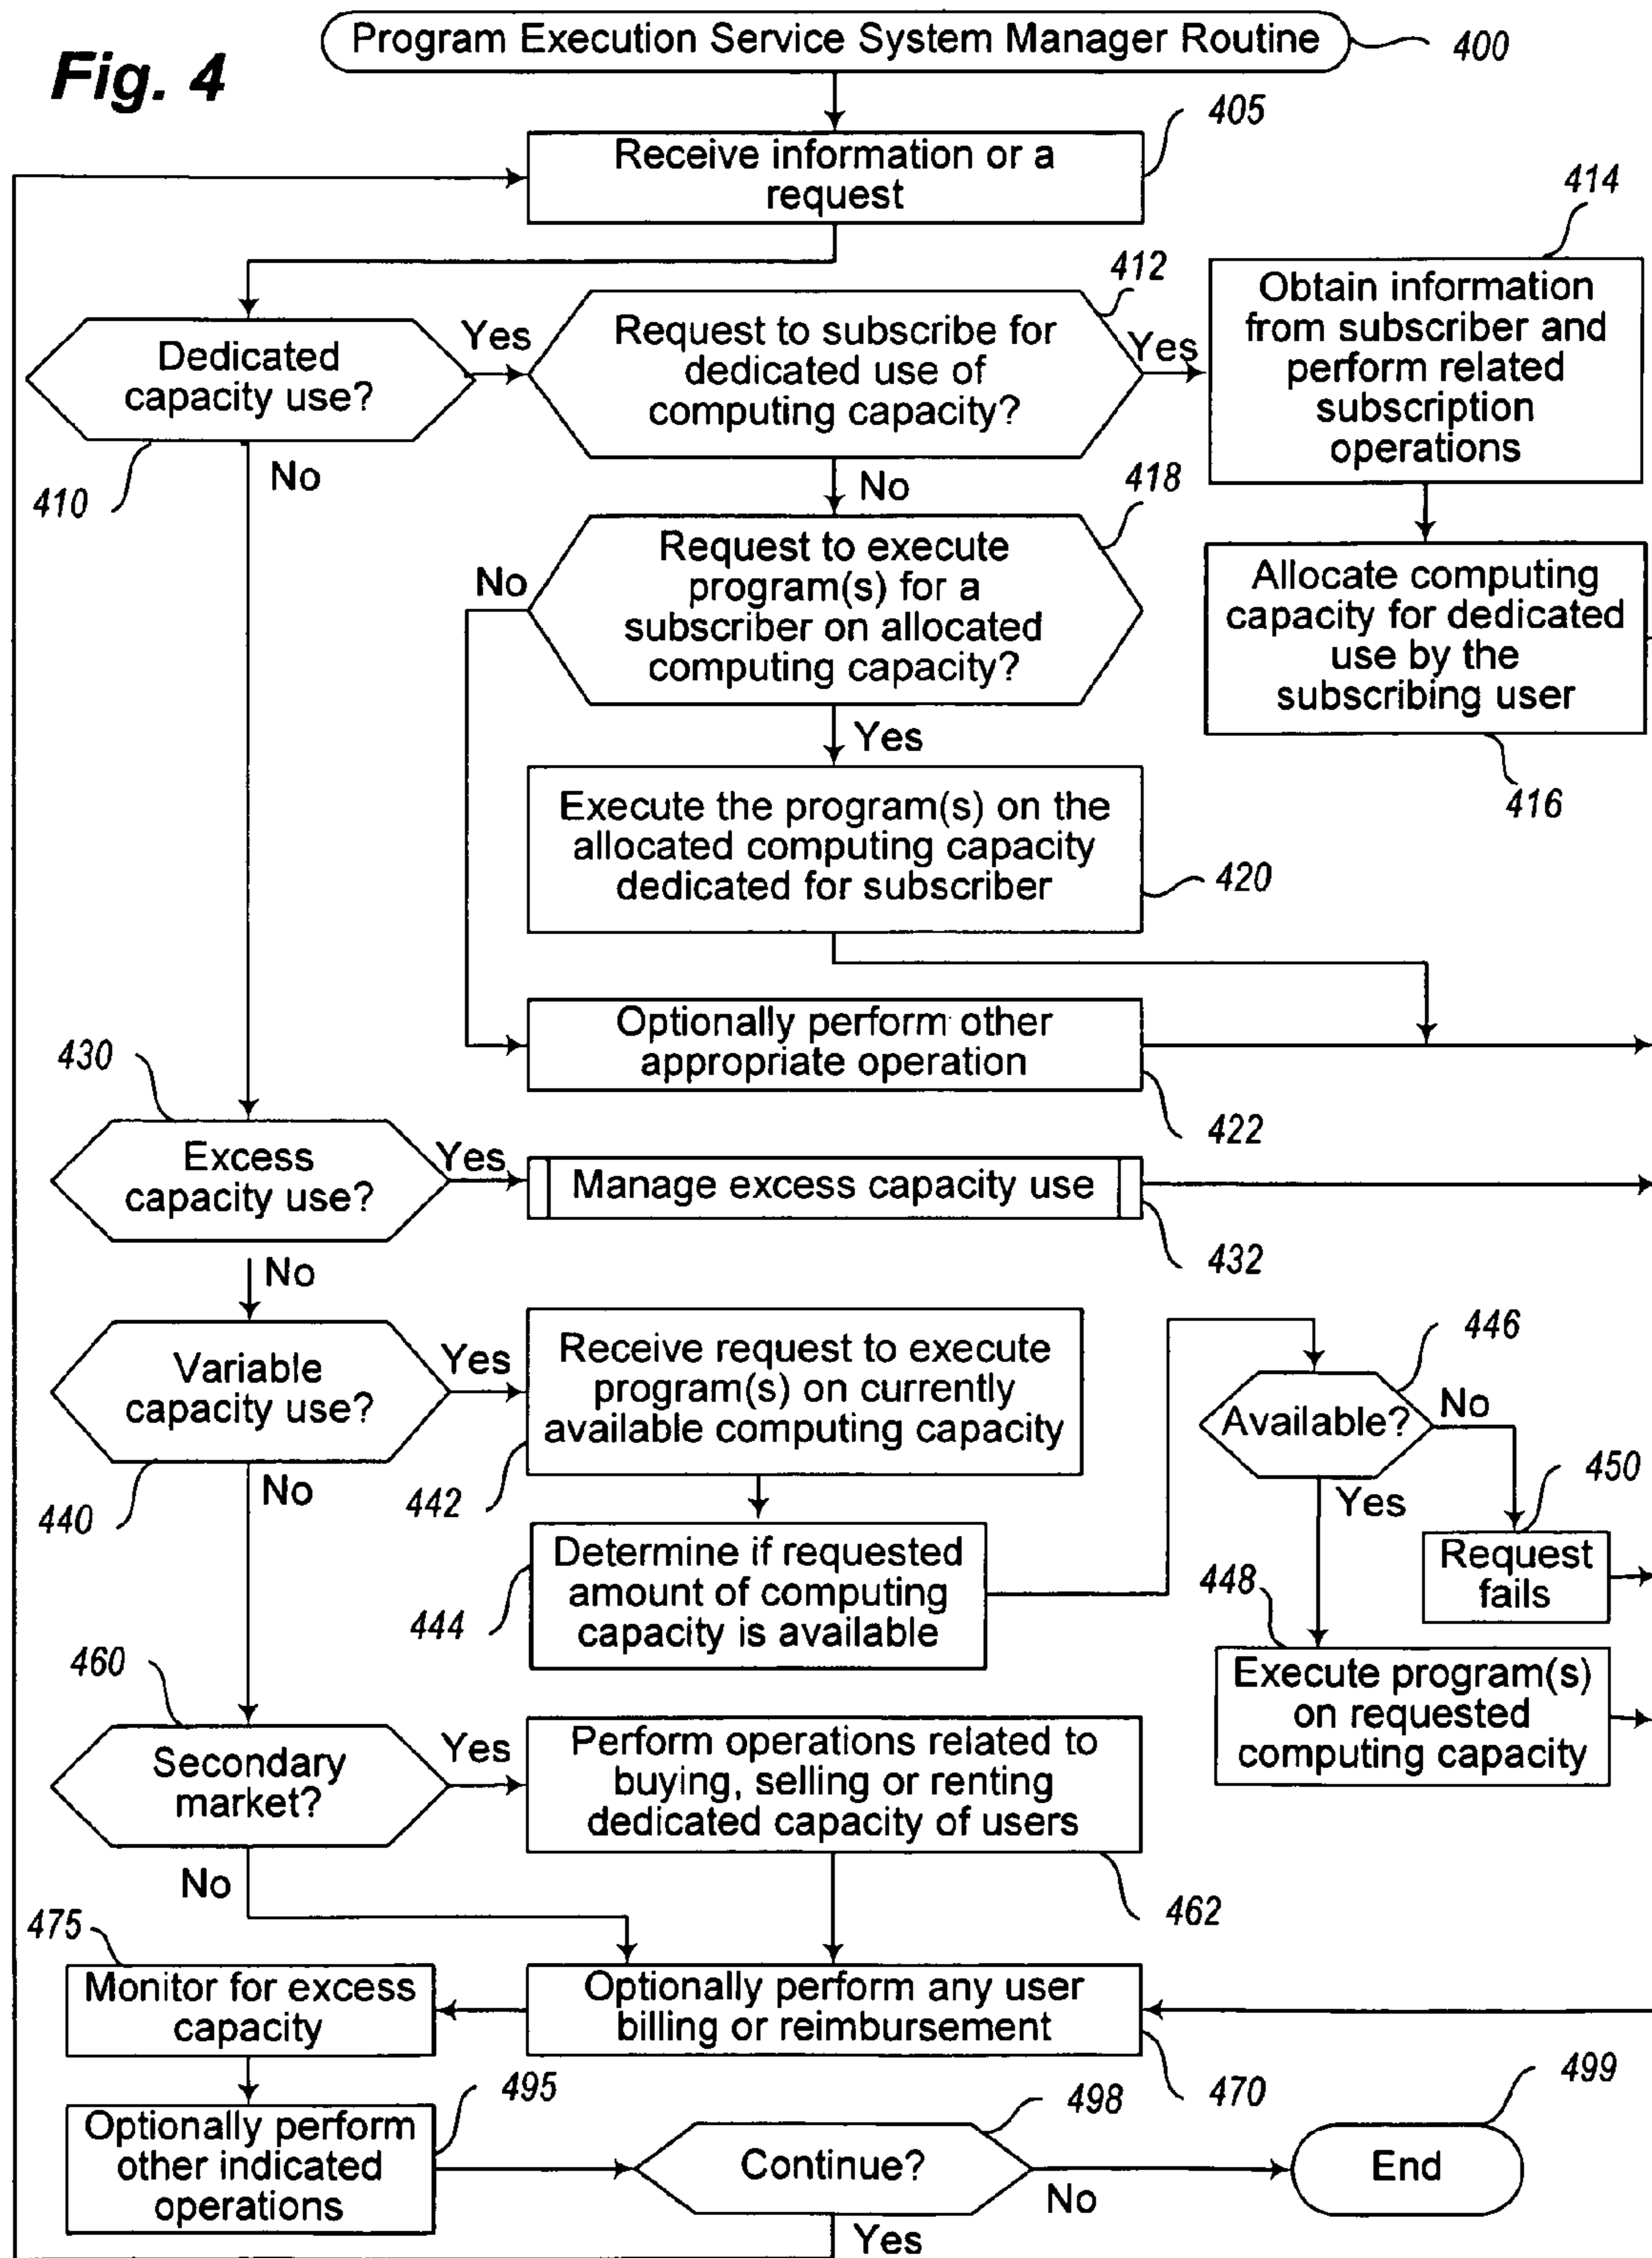 Fig. 4
Program Execution Service System Manager Routine
400
405
Receive information or a
request
414
412
Obtain information
from subscriber and
perform related
subscription
operations
Dedicated
capacity use?
Yes
Request to subscribe for
dedicated use of
computing capacity?
Yes
410
No
No
418
Request to execute
program(s) for a
subscriber on allocated
computing capacity?
No
Allocate computing
capacity for dedicated
use by the
subscribing user
416
Yes
Execute the program(s) on the
allocated computing capacity
dedicated for subscriber
420
Optionally perform other
appropriate operation
422
430
Excess
capacity use?
Yes
Manage excess capacity use
432
No
Variable
capacity use?
Yes
Receive request to execute
program(s) on currently
available computing capacity
446
Available?
No
440
No
442
Yes
450
Request
fails
Determine if requested
amount of computing
capacity is available
444
448
Execute program(s)
on requested
computing capacity
460
Secondary
market?
Yes
Perform operations related to
buying, selling or renting
dedicated capacity of users
No
462
475
Monitor for excess
capacity
Optionally perform any user
billing or reimbursement
470
495
Optionally perform
other indicated
operations
498
Continue?
No
499
End
Yes